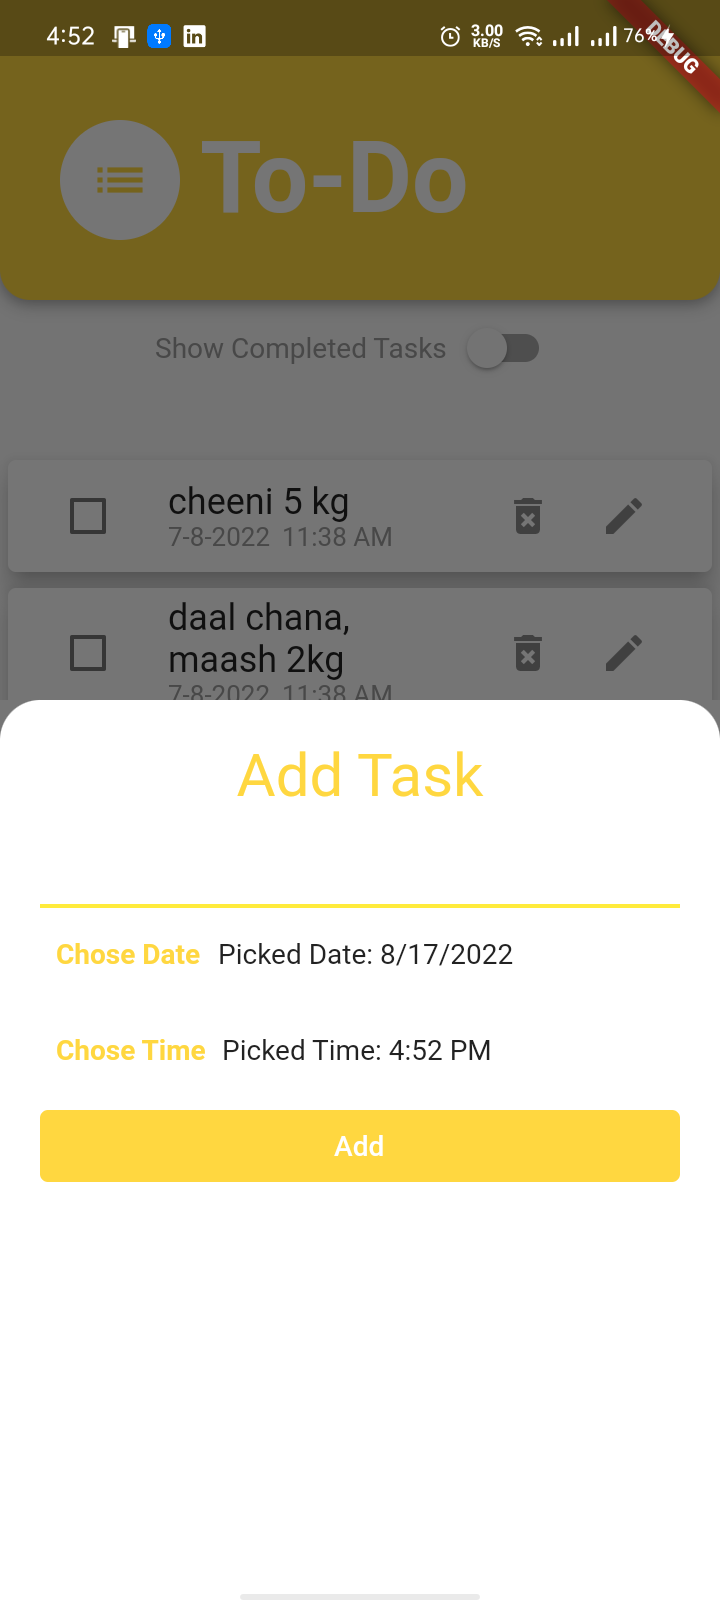 4:52 in 3.00 KB/S 76%
DEBUG
To-Do
Show Completed Tasks
cheeni 5 kg
7-8-2022 11:38 AM
daal chana,
maash 2kg
7-8-2022 11:38 AM
Add Task
Chose Date Picked Date: 8/17/2022
Chose Time Picked Time: 4:52 PM
Add